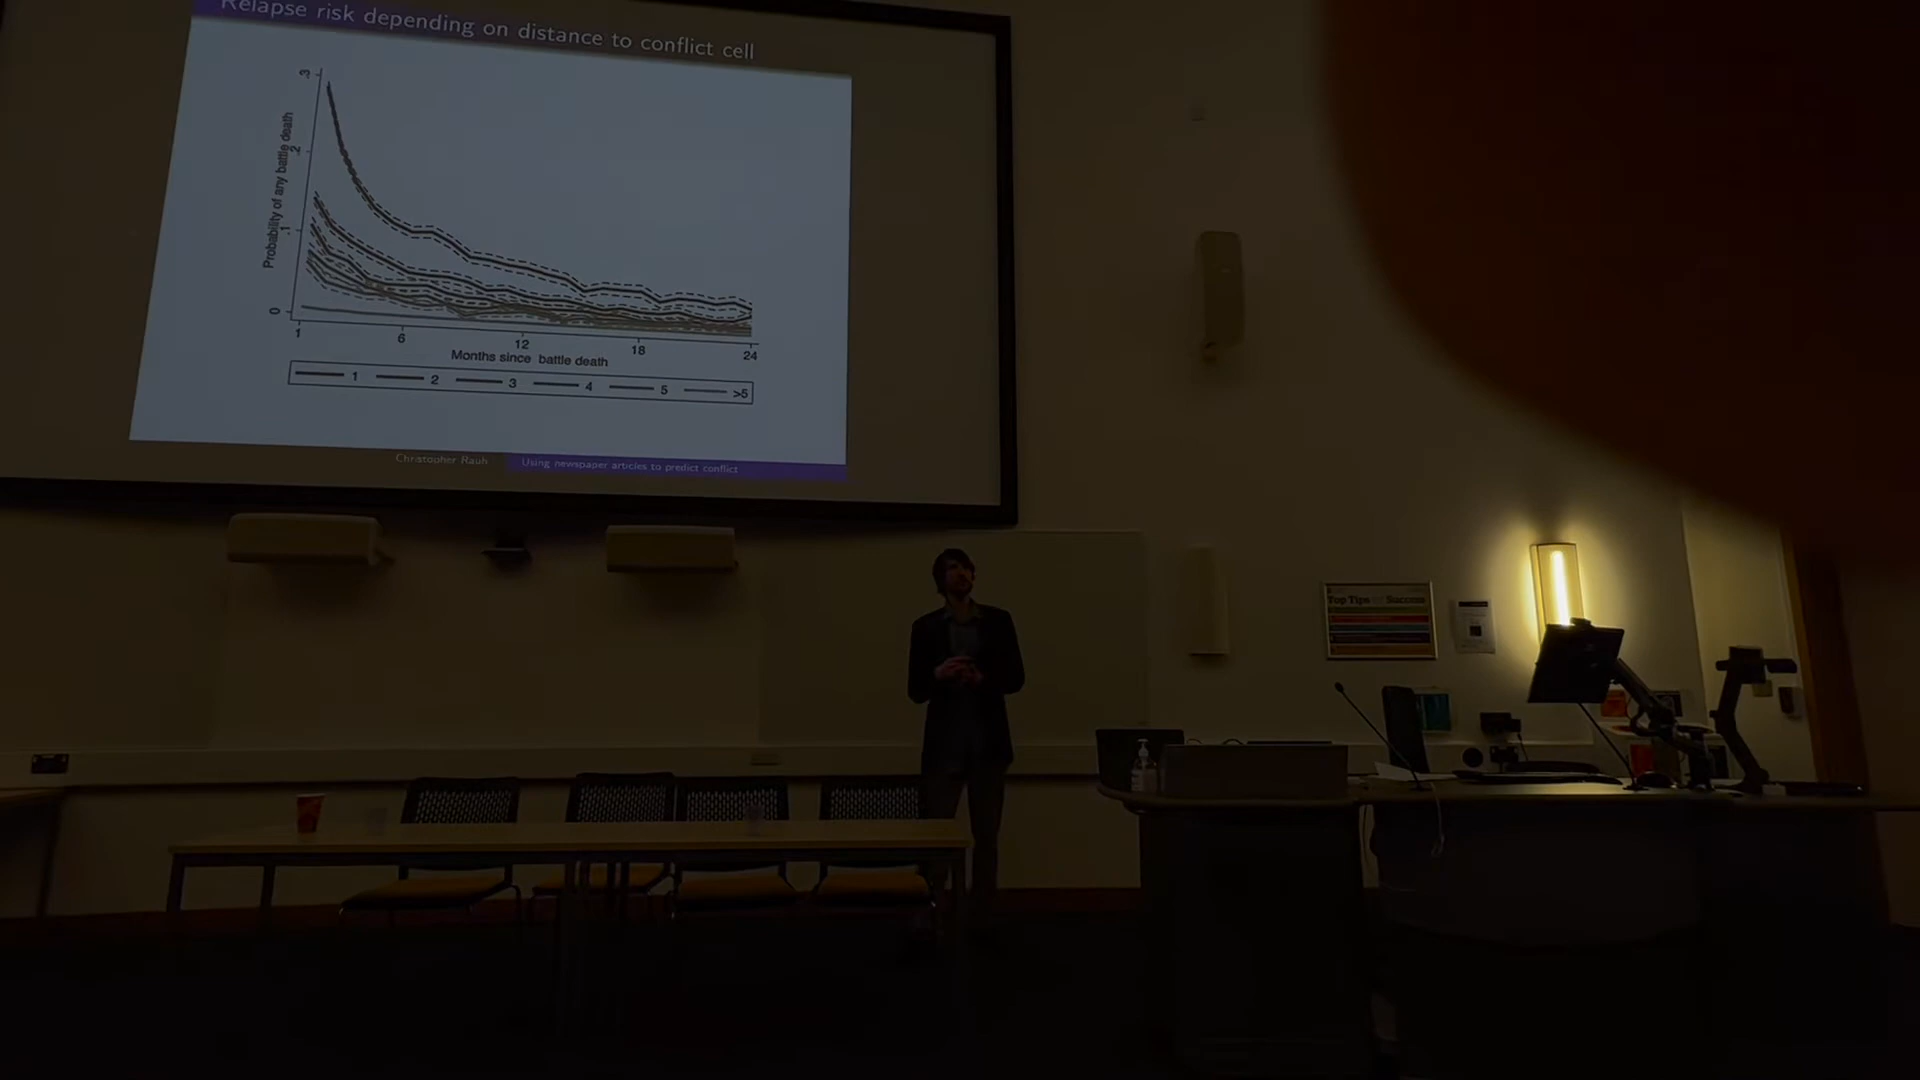 Relapse risk depending on distance to conflict cell
Probability of any battle death
.3
.2
.1
0
1 6 12 18 24
Months since battle death
1 2 3 4 5 >5
Christopher Rauh Using newspaper articles to predict conflict
Top Tips for Success